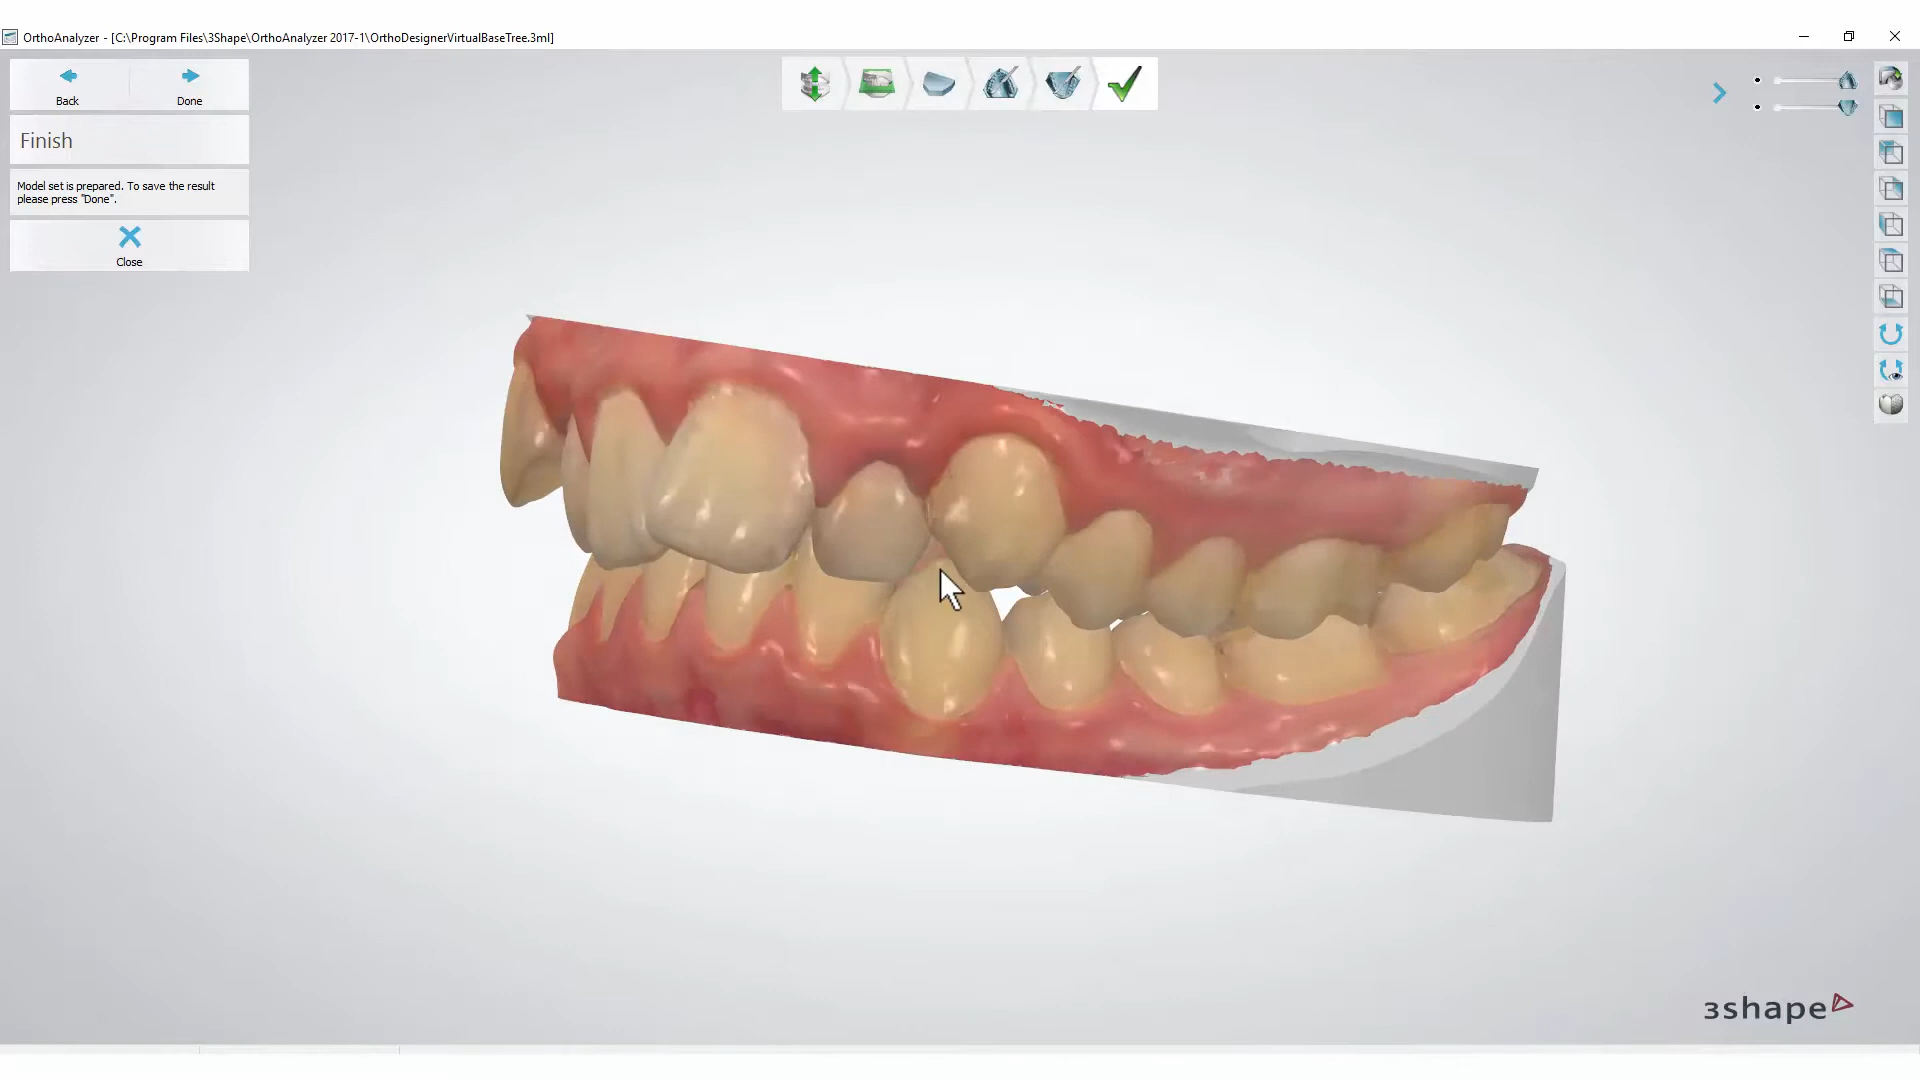 OrthoAnalyzer - [C:\Program Files\3Shape\OrthoAnalyzer 2017-1\OrthoDesignerVirtualBaseTree.3ml]
Back
Done
Finish
Model set is prepared. To save the result
please press "Done".
Close
3shape